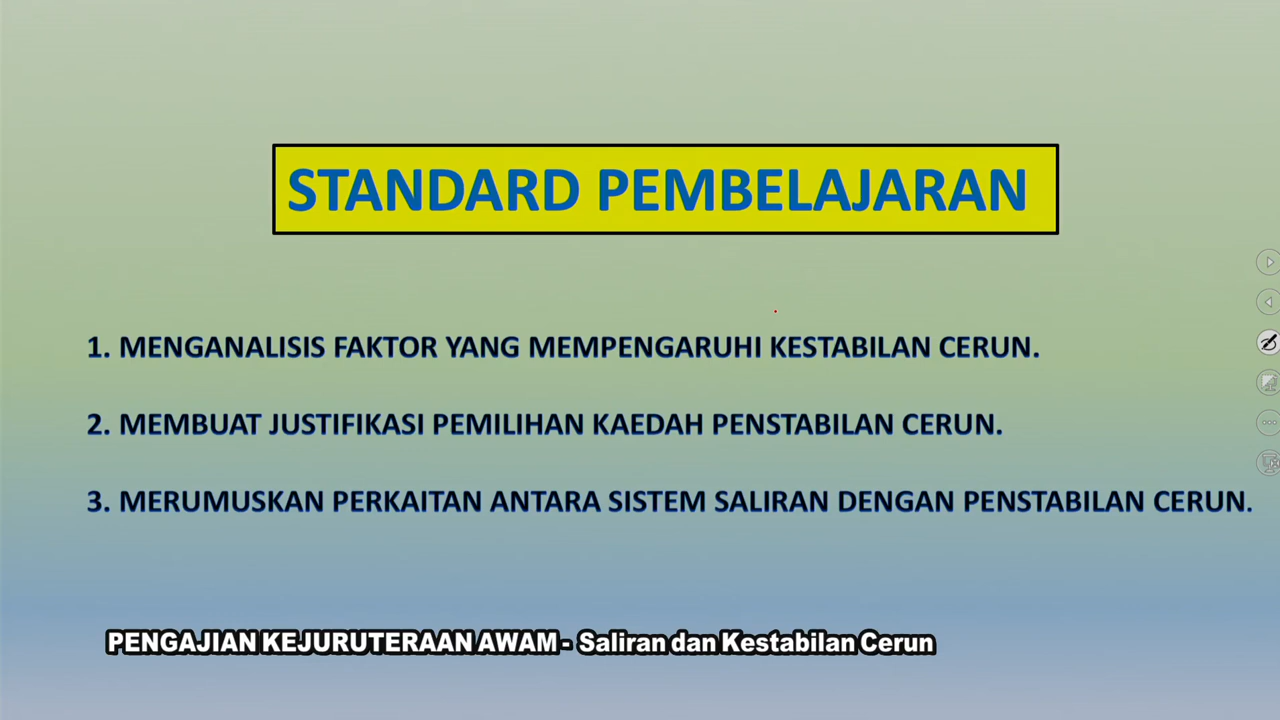 STANDARD PEMBELAJARAN
1. MENGANALISIS FAKTOR YANG MEMPENGARUHI KESTABILAN CERUN.
2. MEMBUAT JUSTIFIKASI PEMILIHAN KAEDAH PENSTABILAN CERUN.
3. MERUMUSKAN PERKAITAN ANTARA SISTEM SALIRAN DENGAN PENSTABILAN CERUN.
PENGAJIAN KEJURUTERAAN AWAM - Saliran dan Kestabilan Cerun